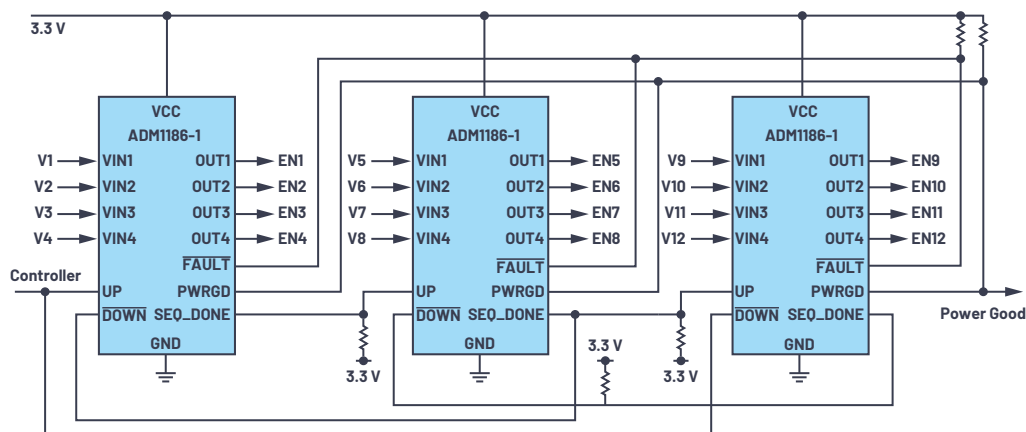 3.3 V
VCC
ADM1186-1
V1 VIN1 OUT1 EN1
V2 VIN2 OUT2 EN2
V3 VIN3 OUT3 EN3
V4 VIN4 OUT4 EN4
FAULT
Controller
UP PWRGD
DOWN SEQ_DONE
GND
3.3 V
VCC
ADM1186-1
V5 VIN1 OUT1 EN5
V6 VIN2 OUT2 EN6
V7 VIN3 OUT3 EN7
V8 VIN4 OUT4 EN8
FAULT
UP PWRGD
DOWN SEQ_DONE
GND
3.3 V
3.3 V
VCC
ADM1186-1
V9 VIN1 OUT1 EN9
V10 VIN2 OUT2 EN10
V11 VIN3 OUT3 EN11
V12 VIN4 OUT4 EN12
FAULT
UP PWRGD
DOWN SEQ_DONE
GND
Power Good